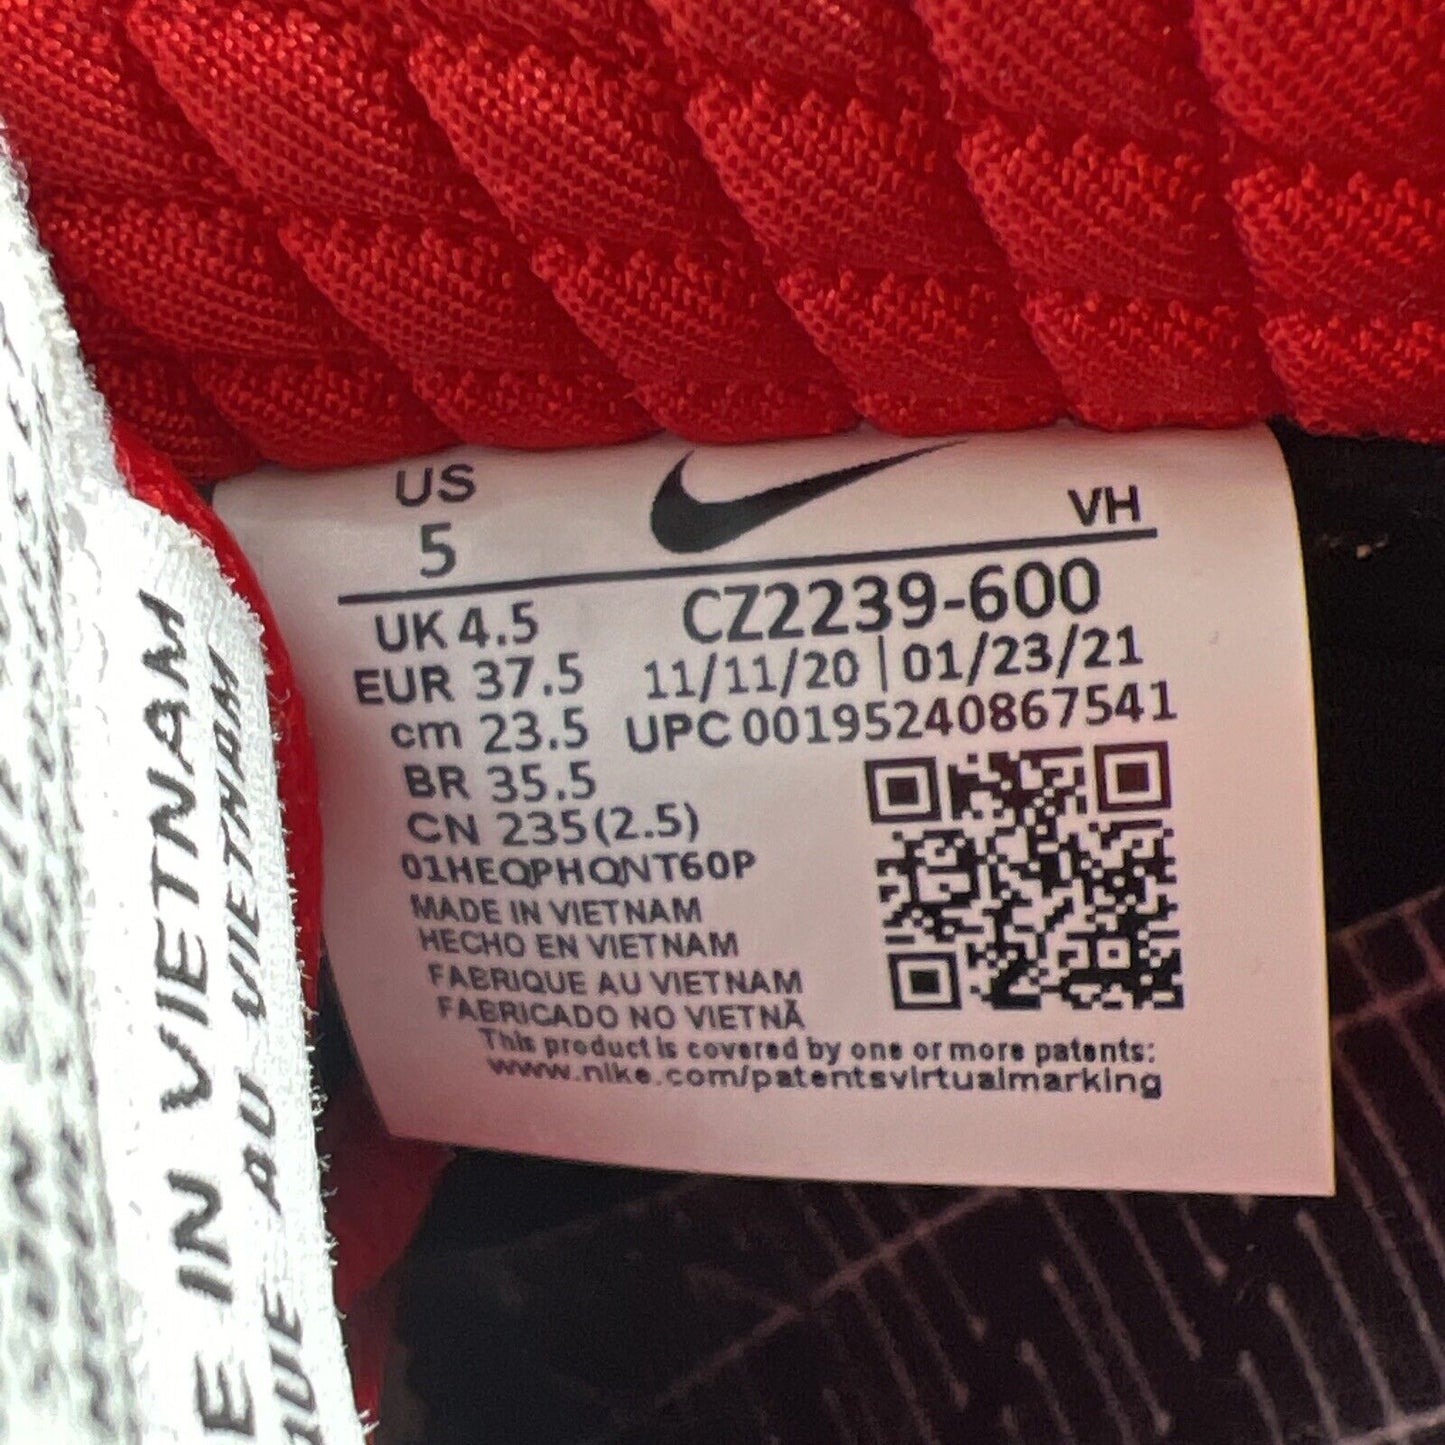 US
5
VH
UK 4.5
CZ2239-600
EUR 37.5
11/11/20 | 01/23/21
cm 23.5
UPC 00195240867541
BR 35.5
CN 235(2.5)
01HEQPHQNT60P
MADE IN VIETNAM
HECHO EN VIETNAM
FABRIQUE AU VIETNAM
FABRICADO NO VIETNÃ
This product is covered by one or more patents:
www.nike.com/patentsvirtualmarking
E IN VIETNAM
QUE AU VIETNAM